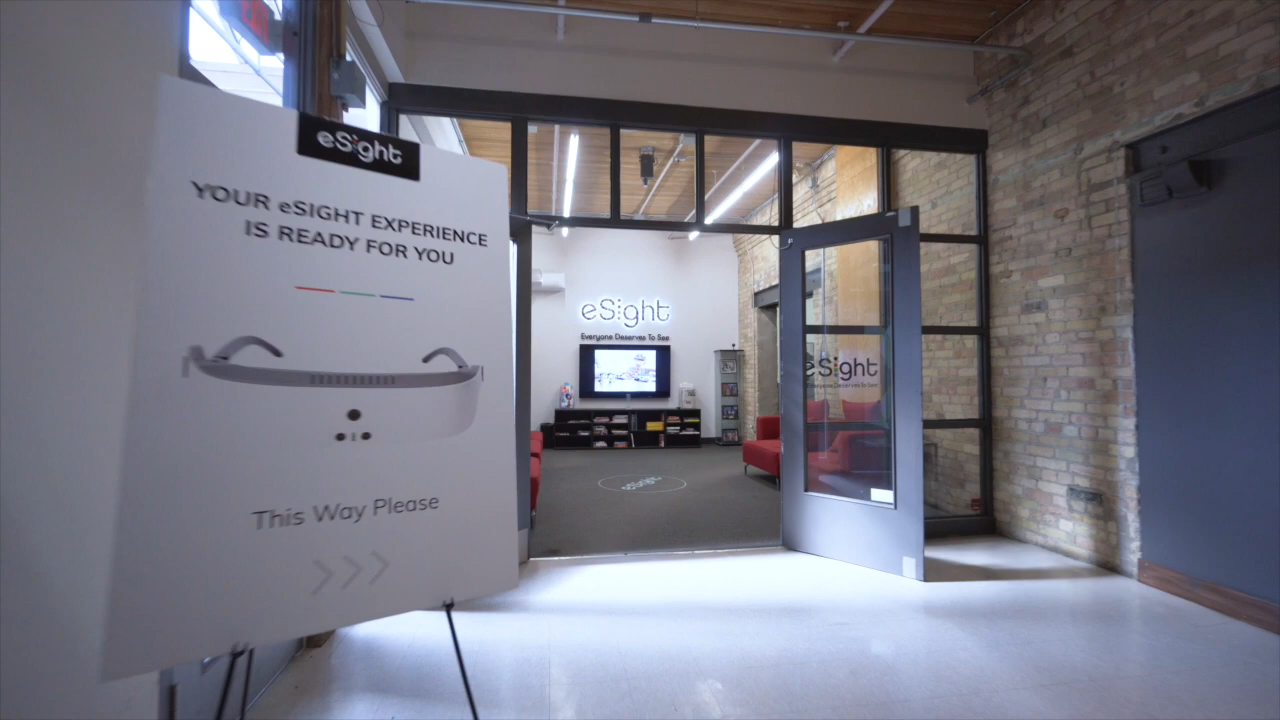 eSight
YOUR eSIGHT EXPERIENCE
IS READY FOR YOU
This Way Please
eSight
Everyone Deserves To See
eSight
Everyone Deserves To See
eSight